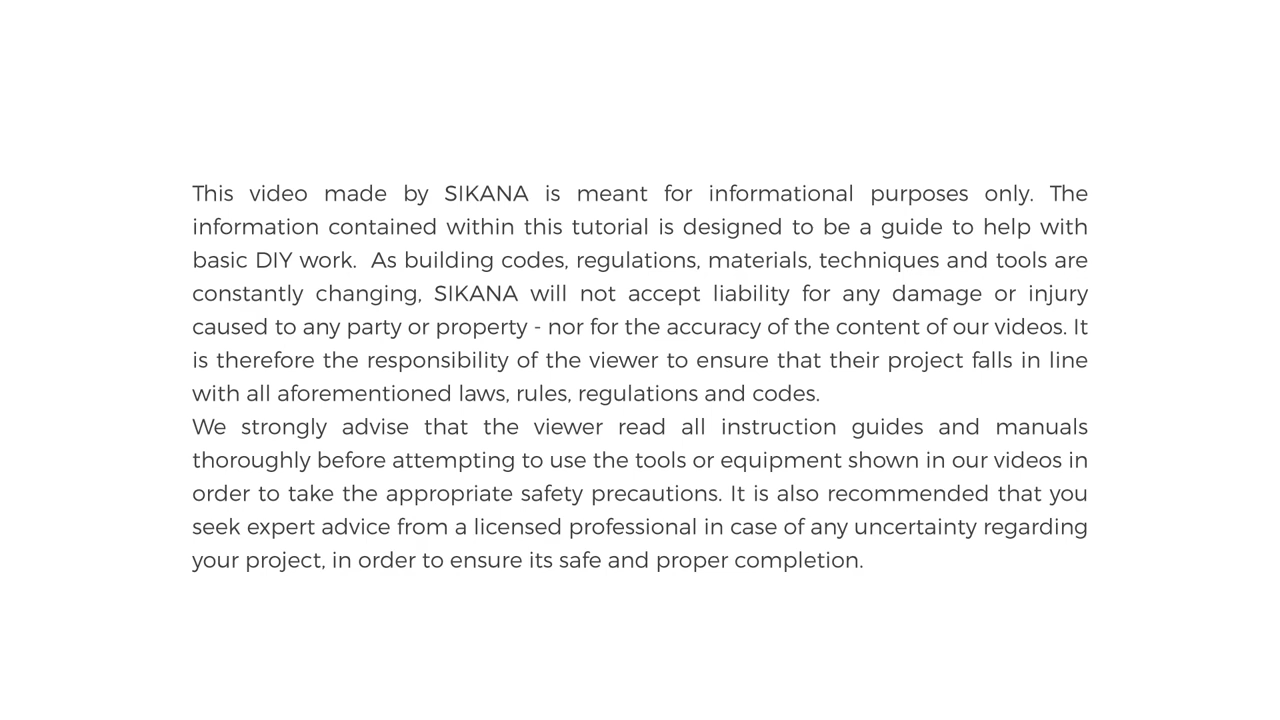 This video made by SIKANA is meant for informational purposes only. The
information contained within this tutorial is designed to be a guide to help with
basic DIY work.  As building codes, regulations, materials, techniques and tools are
constantly changing, SIKANA will not accept liability for any damage or injury
caused to any party or property - nor for the accuracy of the content of our videos. It
is therefore the responsibility of the viewer to ensure that their project falls in line
with all aforementioned laws, rules, regulations and codes.
We strongly advise that the viewer read all instruction guides and manuals
thoroughly before attempting to use the tools or equipment shown in our videos in
order to take the appropriate safety precautions. It is also recommended that you
seek expert advice from a licensed professional in case of any uncertainty regarding
your project, in order to ensure its safe and proper completion.